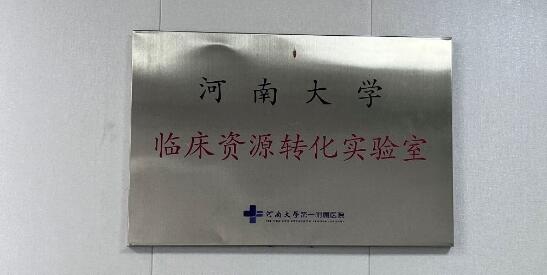 河南大学
临床资源转化实验室
河南大学第一附属医院